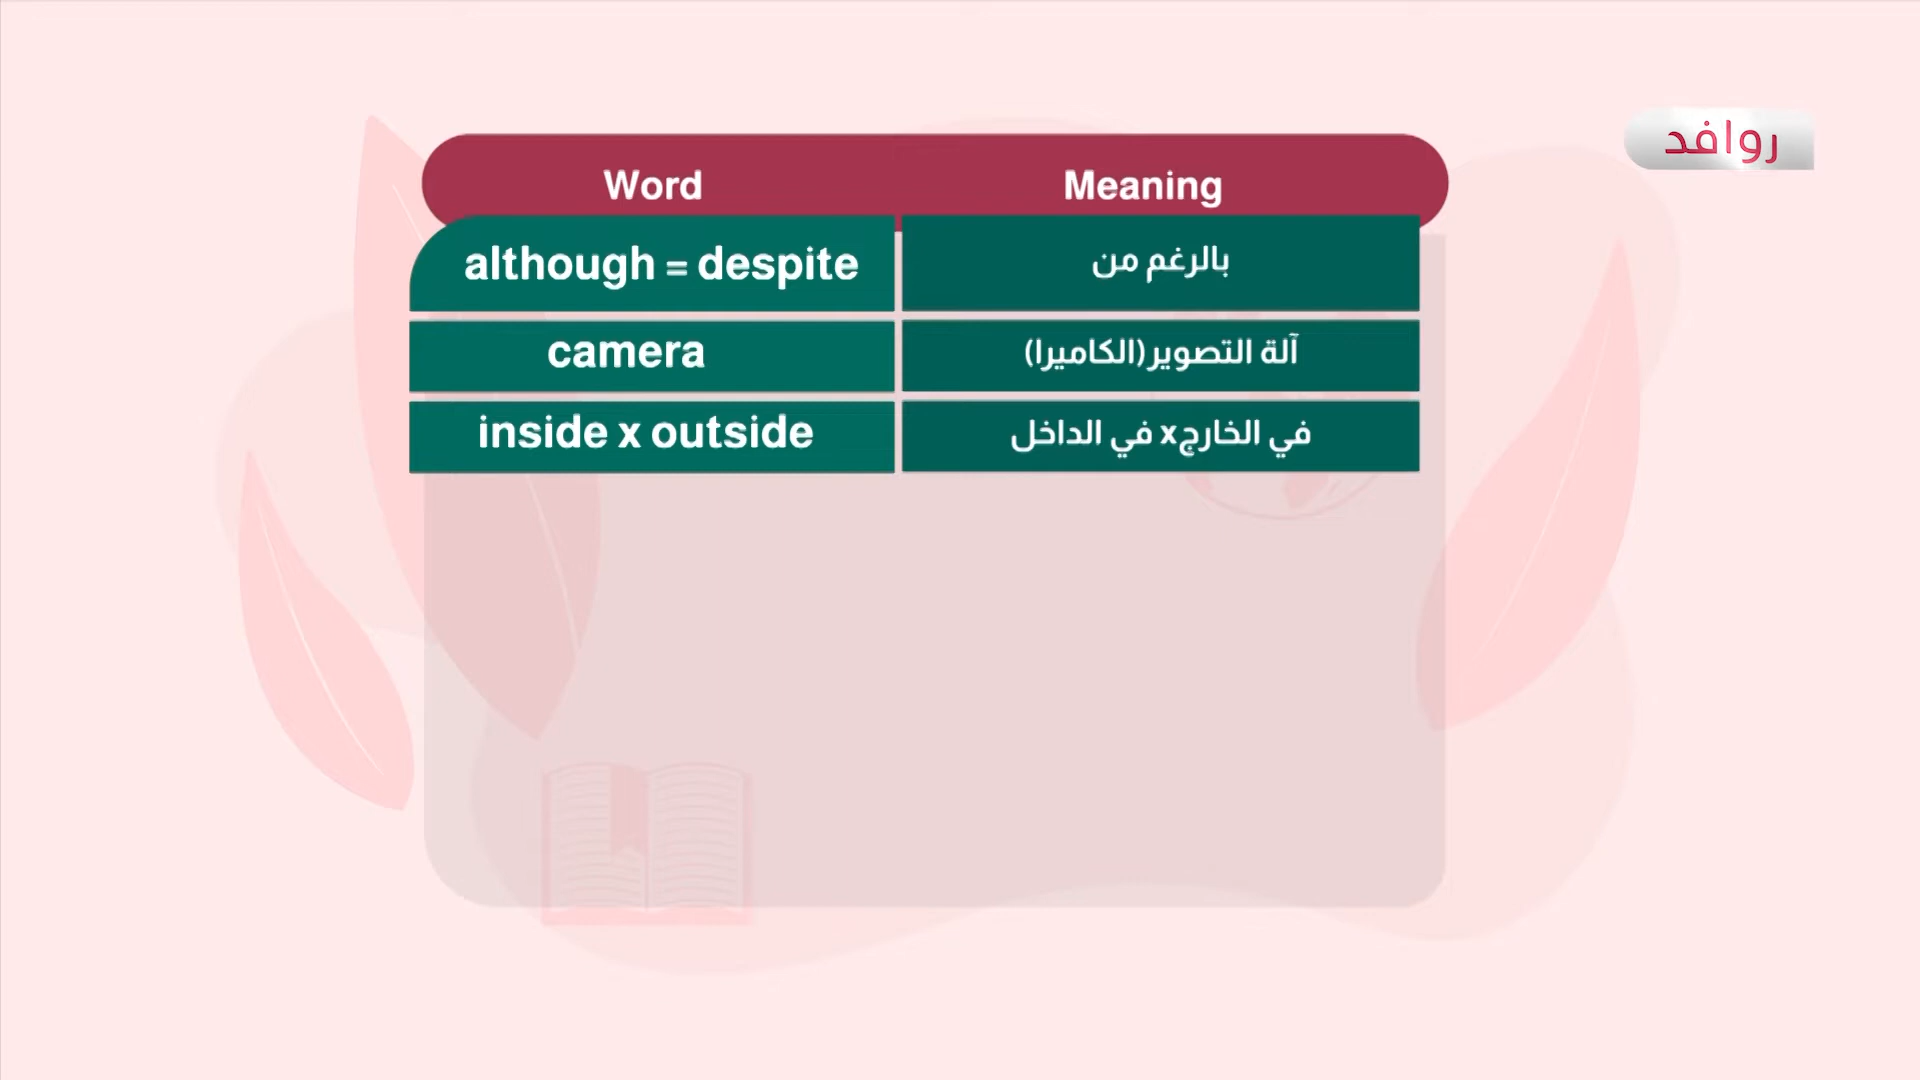 روافد
Word Meaning
although = despite بالرغم من
camera آلة التصوير(الكاميرا)
inside x outside في الخارجx في الداخل